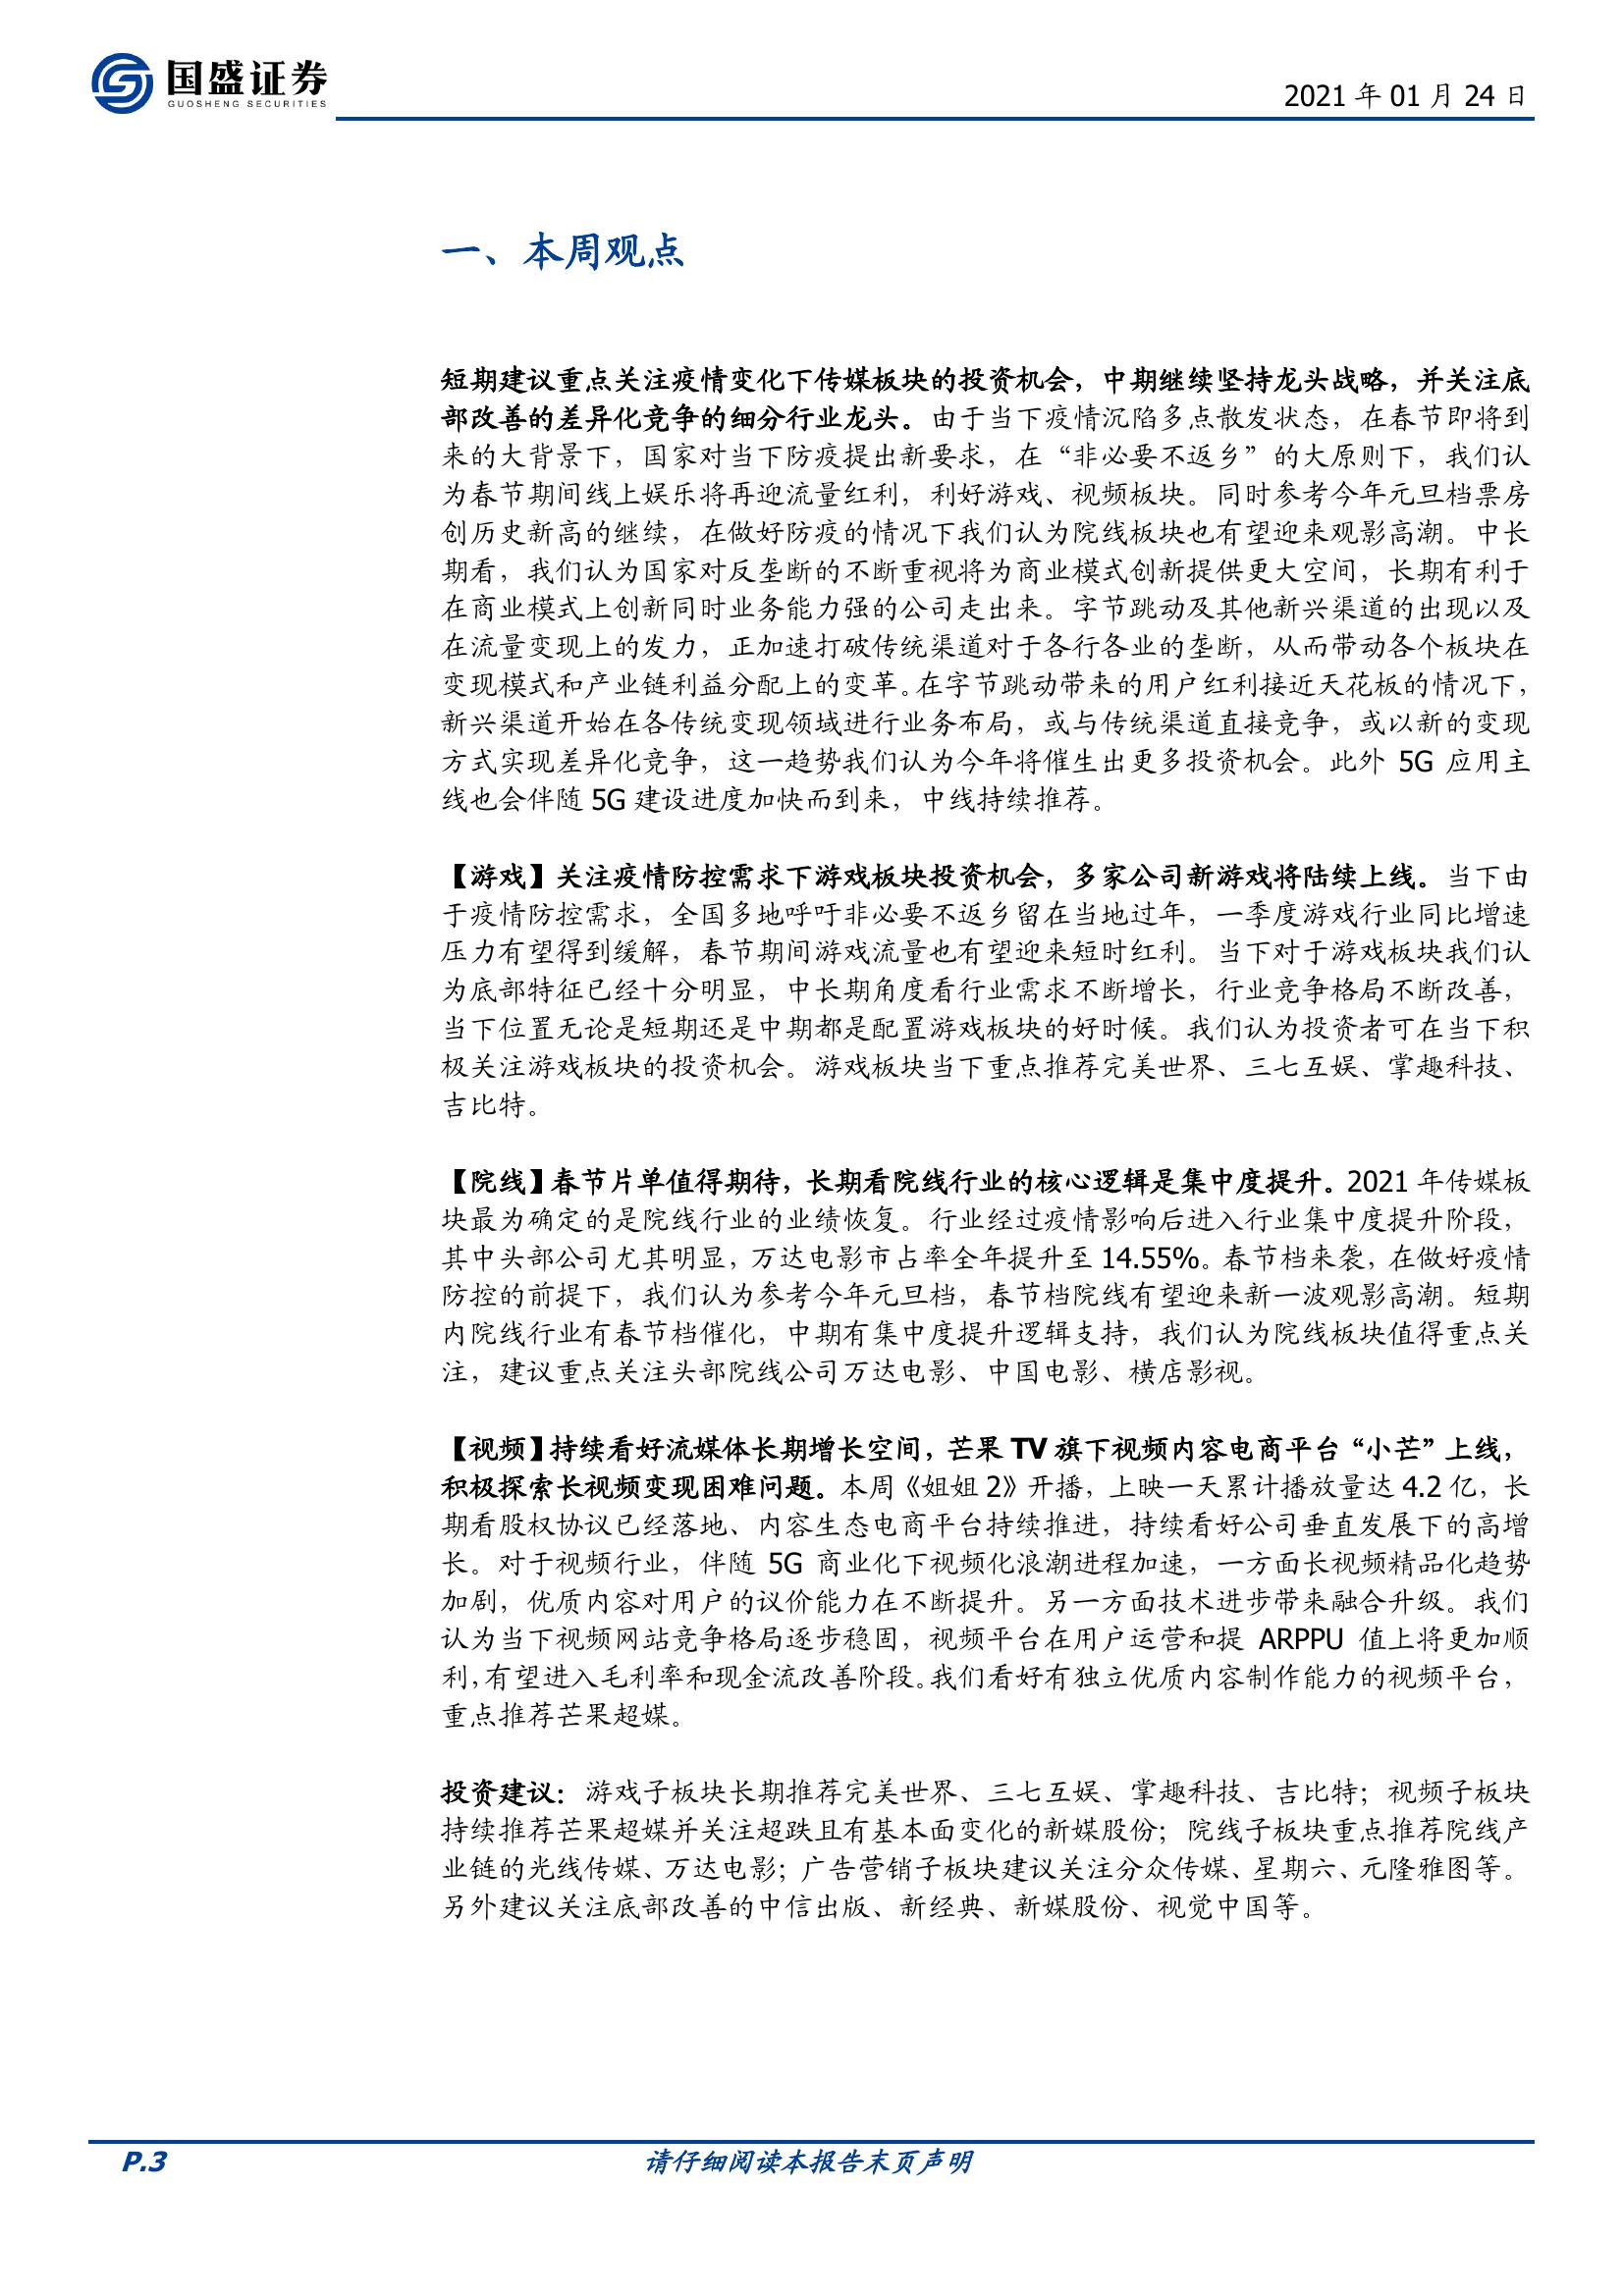 国盛证券
GUOSHENG SECURITIES
2021 年 01 月 24 日
一、本周观点
短期建议重点关注疫情变化下传媒板块的投资机会，中期继续坚持龙头战略，并关注底
部改善的差异化竞争的细分行业龙头。由于当下疫情沉陷多点散发状态，在春节即将到
来的大背景下，国家对当下防疫提出新要求，在“非必要不返乡”的大原则下，我们认
为春节期间线上娱乐将再迎流量红利，利好游戏、视频板块。同时参考今年元旦档票房
创历史新高的继续，在做好防疫的情况下我们认为院线板块也有望迎来观影高潮。中长
期看，我们认为国家对反垄断的不断重视将为商业模式创新提供更大空间，长期有利于
在商业模式上创新同时业务能力强的公司走出来。字节跳动及其他新兴渠道的出现以及
在流量变现上的发力，正加速打破传统渠道对于各行各业的垄断，从而带动各个板块在
变现模式和产业链利益分配上的变革。在字节跳动带来的用户红利接近天花板的情况下，
新兴渠道开始在各传统变现领域进行业务布局，或与传统渠道直接竞争，或以新的变现
方式实现差异化竞争，这一趋势我们认为今年将催生出更多投资机会。此外 5G 应用主
线也会伴随 5G 建设进度加快而到来，中线持续推荐。
【游戏】关注疫情防控需求下游戏板块投资机会，多家公司新游戏将陆续上线。当下由
于疫情防控需求，全国多地呼吁非必要不返乡留在当地过年，一季度游戏行业同比增速
压力有望得到缓解，春节期间游戏流量也有望迎来短时红利。当下对于游戏板块我们认
为底部特征已经十分明显，中长期角度看行业需求不断增长，行业竞争格局不断改善，
当下位置无论是短期还是中期都是配置游戏板块的好时候。我们认为投资者可在当下积
极关注游戏板块的投资机会。游戏板块当下重点推荐完美世界、三七互娱、掌趣科技、
吉比特。
【院线】春节片单值得期待，长期看院线行业的核心逻辑是集中度提升。2021 年传媒板
块最为确定的是院线行业的业绩恢复。行业经过疫情影响后进入行业集中度提升阶段，
其中头部公司尤其明显，万达电影市占率全年提升至 14.55%。春节档来袭，在做好疫情
防控的前提下，我们认为参考今年元旦档，春节档院线有望迎来新一波观影高潮。短期
内院线行业有春节档催化，中期有集中度提升逻辑支持，我们认为院线板块值得重点关
注，建议重点关注头部院线公司万达电影、中国电影、横店影视。
【视频】持续看好流媒体长期增长空间，芒果 TV 旗下视频内容电商平台“小芒”上线，
积极探索长视频变现困难问题。本周《姐姐 2》开播，上映一天累计播放量达 4.2 亿，长
期看股权协议已经落地、内容生态电商平台持续推进，持续看好公司垂直发展下的高增
长。对于视频行业，伴随 5G 商业化下视频化浪潮进程加速，一方面长视频精品化趋势
加剧，优质内容对用户的议价能力在不断提升。另一方面技术进步带来融合升级。我们
认为当下视频网站竞争格局逐步稳固，视频平台在用户运营和提 ARPPU 值上将更加顺
利，有望进入毛利率和现金流改善阶段。我们看好有独立优质内容制作能力的视频平台，
重点推荐芒果超媒。
投资建议：游戏子板块长期推荐完美世界、三七互娱、掌趣科技、吉比特；视频子板块
持续推荐芒果超媒并关注超跌且有基本面变化的新媒股份；院线子板块重点推荐院线产
业链的光线传媒、万达电影；广告营销子板块建议关注分众传媒、星期六、元隆雅图等。
另外建议关注底部改善的中信出版、新经典、新媒股份、视觉中国等。
P.3
请仔细阅读本报告末页声明